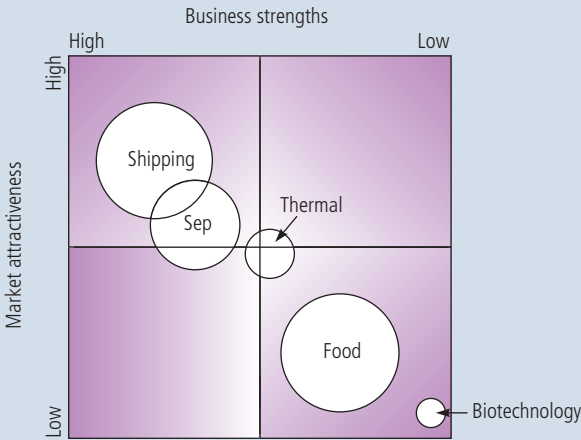 Business strengths
High
Low
High
Market attractiveness
Shipping
Sep
Thermal
Food
Biotechnology
Low